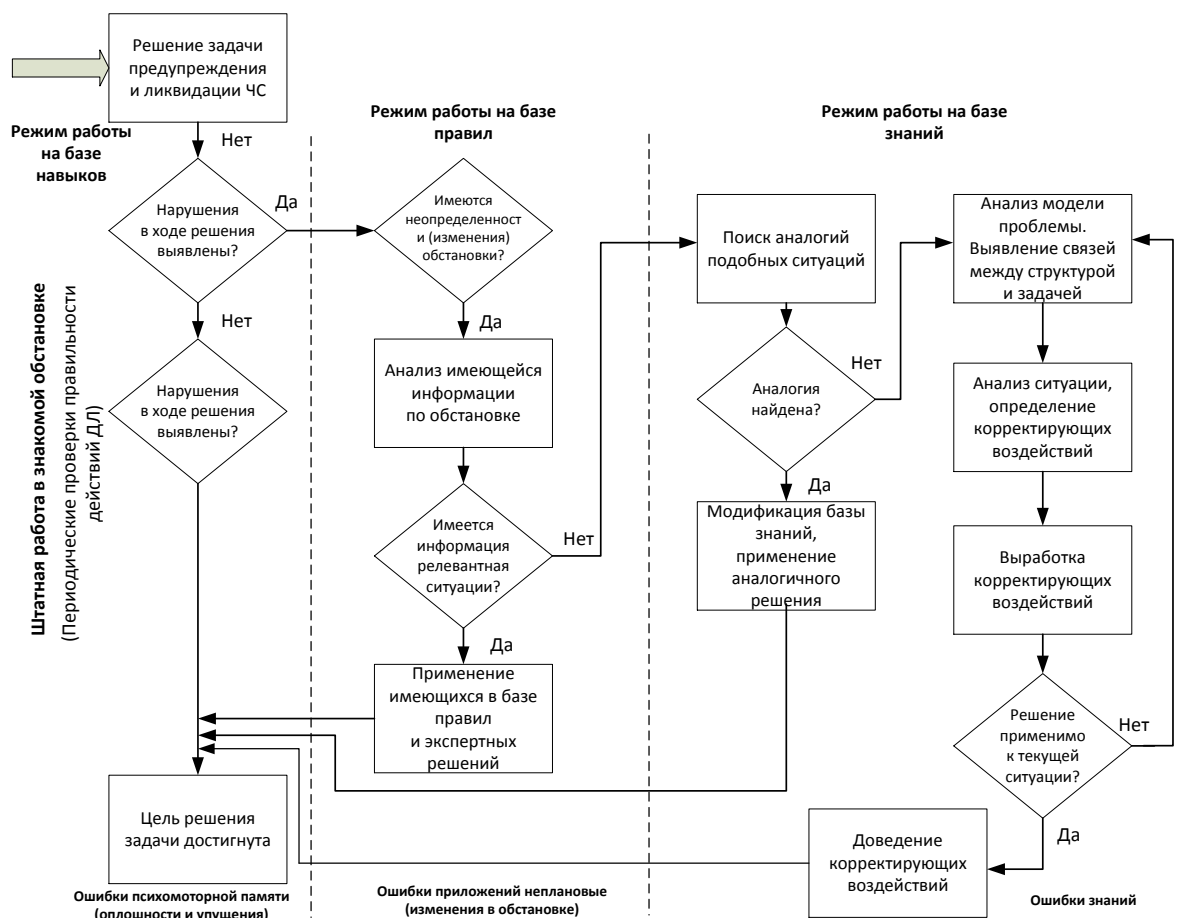 Решение задачи
предупреждения
и ликвидации ЧС
Режим работы
на базе
навыков
Нет
Нарушения
в ходе решения
выявлены?
Да
Нет
Нарушения
в ходе решения
выявлены?
Штатная работа в знакомой обстановке
(Периодические проверки правильности
действий ДЛ)
Цель решения
задачи достигнута
Ошибки психомоторной памяти
(оплошности и упущения)
Режим работы на базе
правил
Имеются
неопределенност
и (изменения)
обстановки?
Да
Анализ имеющейся
информации
по обстановке
Имеется
информация
релевантная
ситуации?
Нет
Да
Применение
имеющихся в базе
правил
и экспертных
решений
Ошибки приложений неплановые
(изменения в обстановке)
Режим работы на базе
знаний
Поиск аналогий
подобных ситуаций
Аналогия
найдена?
Нет
Да
Модификация базы
знаний,
применение
аналогичного
решения
Анализ модели
проблемы.
Выявление связей
между структурой
и задачей
Анализ ситуации,
определение
корректирующих
воздействий
Выработка
корректирующих
воздействий
Решение
применимо
к текущей
ситуации?
Нет
Да
Доведение
корректирующих
воздействий
Ошибки знаний